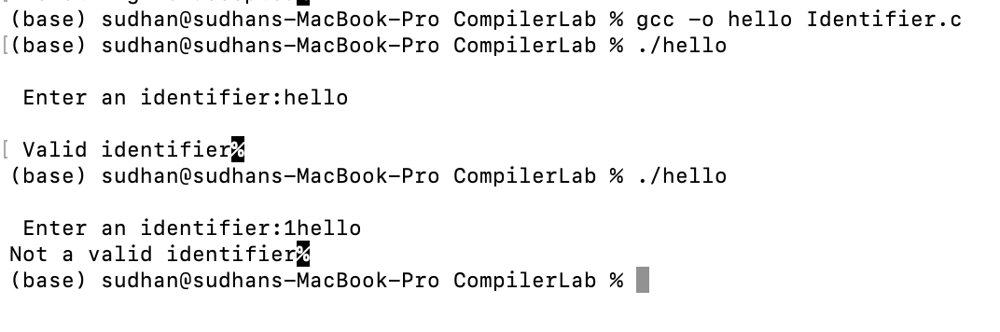 (base) sudhan@sudhans-MacBook-Pro CompilerLab % gcc -o hello Identifier.c
[(base) sudhan@sudhans-MacBook-Pro CompilerLab % ./hello
Enter an identifier:hello
[ Valid identifier%
(base) sudhan@sudhans-MacBook-Pro CompilerLab % ./hello
Enter an identifier:1hello
Not a valid identifier%
(base) sudhan@sudhans-MacBook-Pro CompilerLab %